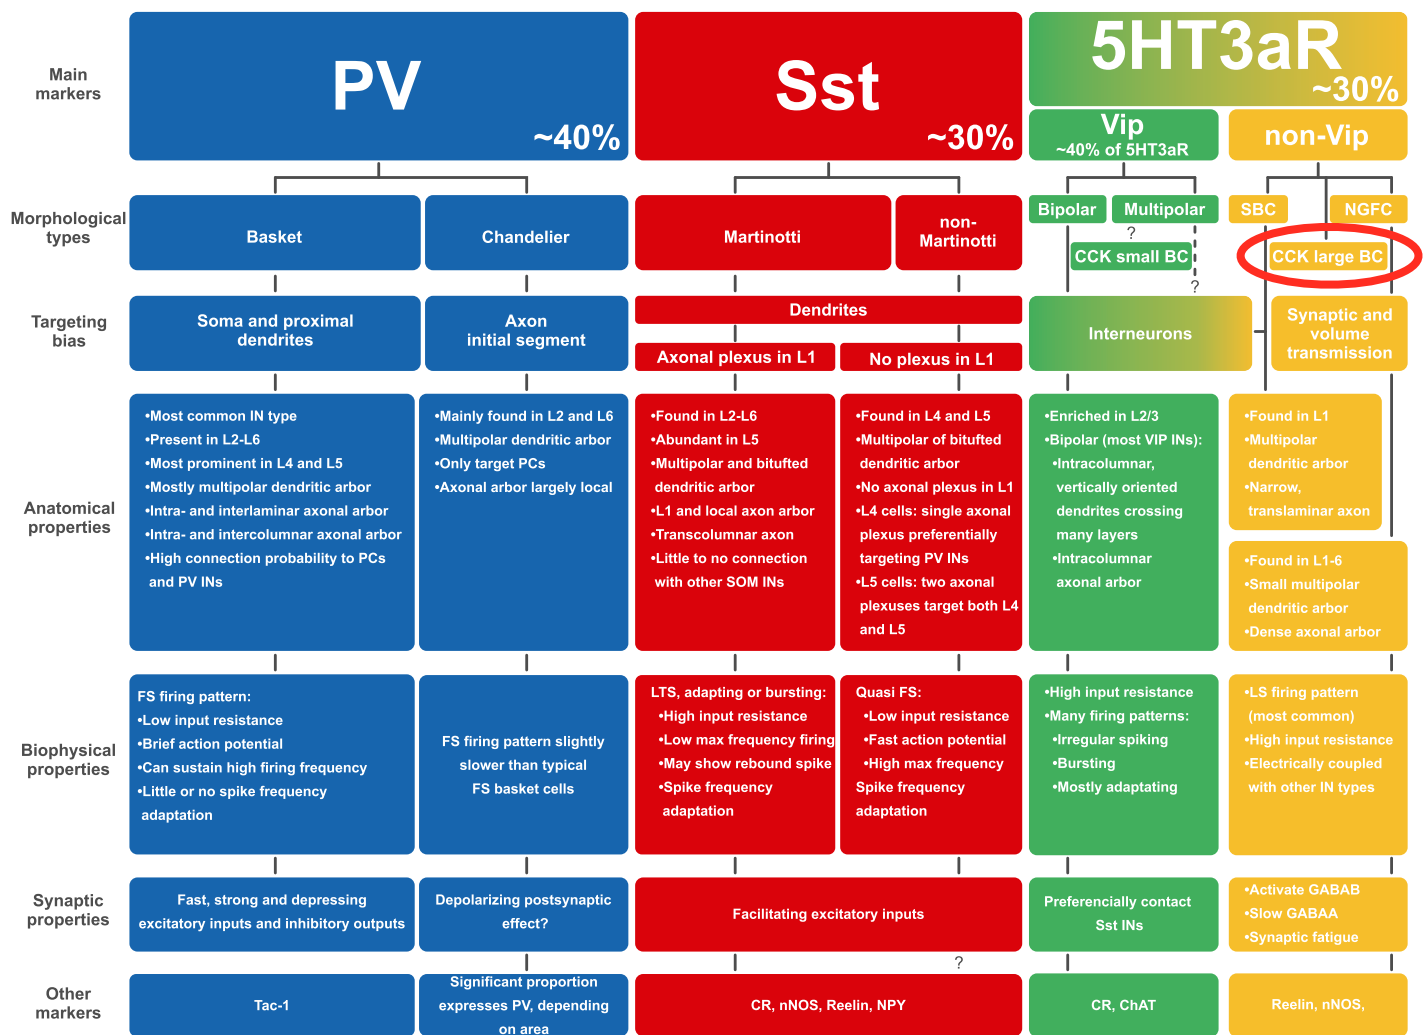 Main
markers
PV
~40%
Sst
~30%
5HT3aR
~30%
Vip
~40% of 5HT3aR
non-Vip
Morphological
types
Basket
Chandelier
Martinotti
non-
Martinotti
Bipolar
Multipolar
?
CCK small BC
?
SBC
NGFC
CCK large BC
Targeting
bias
Soma and proximal
dendrites
Axon
initial segment
Dendrites
Axonal plexus in L1
No plexus in L1
Interneurons
Synaptic and
volume
transmission
Anatomical
properties
•Most common IN type
•Present in L2-L6
•Most prominent in L4 and L5
•Mostly multipolar dendritic arbor
•Intra- and interlaminar axonal arbor
•Intra- and intercolumnar axonal arbor
•High connection probability to PCs
and PV INs
•Mainly found in L2 and L6
•Multipolar dendritic arbor
•Only target PCs
•Axonal arbor largely local
•Found in L2-L6
•Abundant in L5
•Multipolar and bitufted
dendritic arbor
•L1 and local axon arbor
•Transcolumnar axon
•Little to no connection
with other SOM INs
•Found in L4 and L5
•Multipolar of bitufted
dendritic arbor
•No axonal plexus in L1
•L4 cells: single axonal
plexus preferentially
targeting PV INs
•L5 cells: two axonal
plexuses target both L4
and L5
•Enriched in L2/3
•Bipolar (most VIP INs):
•Intracolumnar,
vertically oriented
dendrites crossing
many layers
•Intracolumnar
axonal arbor
•Found in L1
•Multipolar
dendritic arbor
•Narrow,
translaminar axon
•Found in L1-6
•Small multipolar
dendritic arbor
•Dense axonal arbor
Biophysical
properties
FS firing pattern:
•Low input resistance
•Brief action potential
•Can sustain high firing frequency
•Little or no spike frequency
adaptation
FS firing pattern slightly
slower than typical
FS basket cells
LTS, adapting or bursting:
•High input resistance
•Low max frequency firing
•May show rebound spike
•Spike frequency
adaptation
Quasi FS:
•Low input resistance
•Fast action potential
•High max frequency
Spike frequency
adaptation
•High input resistance
•Many firing patterns:
•Irregular spiking
•Bursting
•Mostly adaptating
•LS firing pattern
(most common)
•High input resistance
•Electrically coupled
with other IN types
Synaptic
properties
Fast, strong and depressing
excitatory inputs and inhibitory outputs
Depolarizing postsynaptic
effect?
Facilitating excitatory inputs
Preferencially contact
Sst INs
•Activate GABAB
•Slow GABAA
•Synaptic fatigue
?
Other
markers
Tac-1
Significant proportion
expresses PV, depending
on area
CR, nNOS, Reelin, NPY
CR, ChAT
Reelin, nNOS,